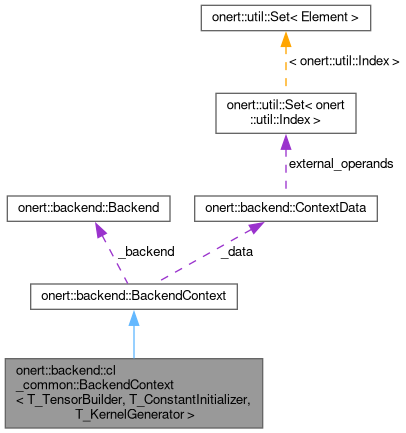 onert::util::Set< Element >
< onert::util::Index >
onert::util::Set< onert
::util::Index >
external_operands
onert::backend::Backend
onert::backend::ContextData
_backend
_data
onert::backend::BackendContext
onert::backend::cl
_common::BackendContext
< T_TensorBuilder, T_ConstantInitializer,
T_KernelGenerator >